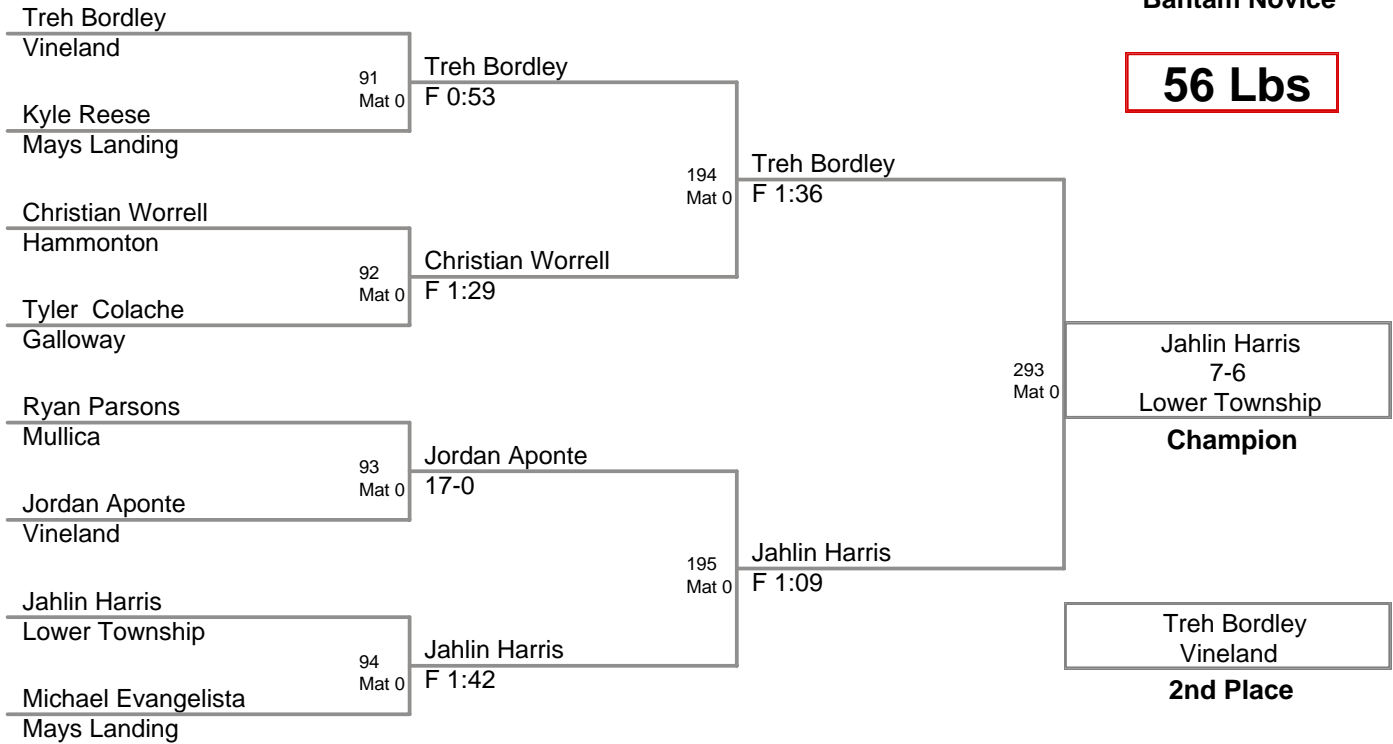 Bantam Novice
56 Lbs
Treh Bordley
Vineland
91
Mat 0
Kyle Reese
Mays Landing
Treh Bordley
F 0:53
Christian Worrell
Hammonton
92
Mat 0
Tyler Colache
Galloway
Christian Worrell
F 1:29
194
Mat 0
Treh Bordley
F 1:36
Ryan Parsons
Mullica
93
Mat 0
Jordan Aponte
Vineland
Jordan Aponte
17-0
Jahlin Harris
Lower Township
94
Mat 0
Michael Evangelista
Mays Landing
Jahlin Harris
F 1:42
195
Mat 0
Jahlin Harris
F 1:09
293
Mat 0
Jahlin Harris
7-6
Lower Township
Champion
Treh Bordley
Vineland
2nd Place